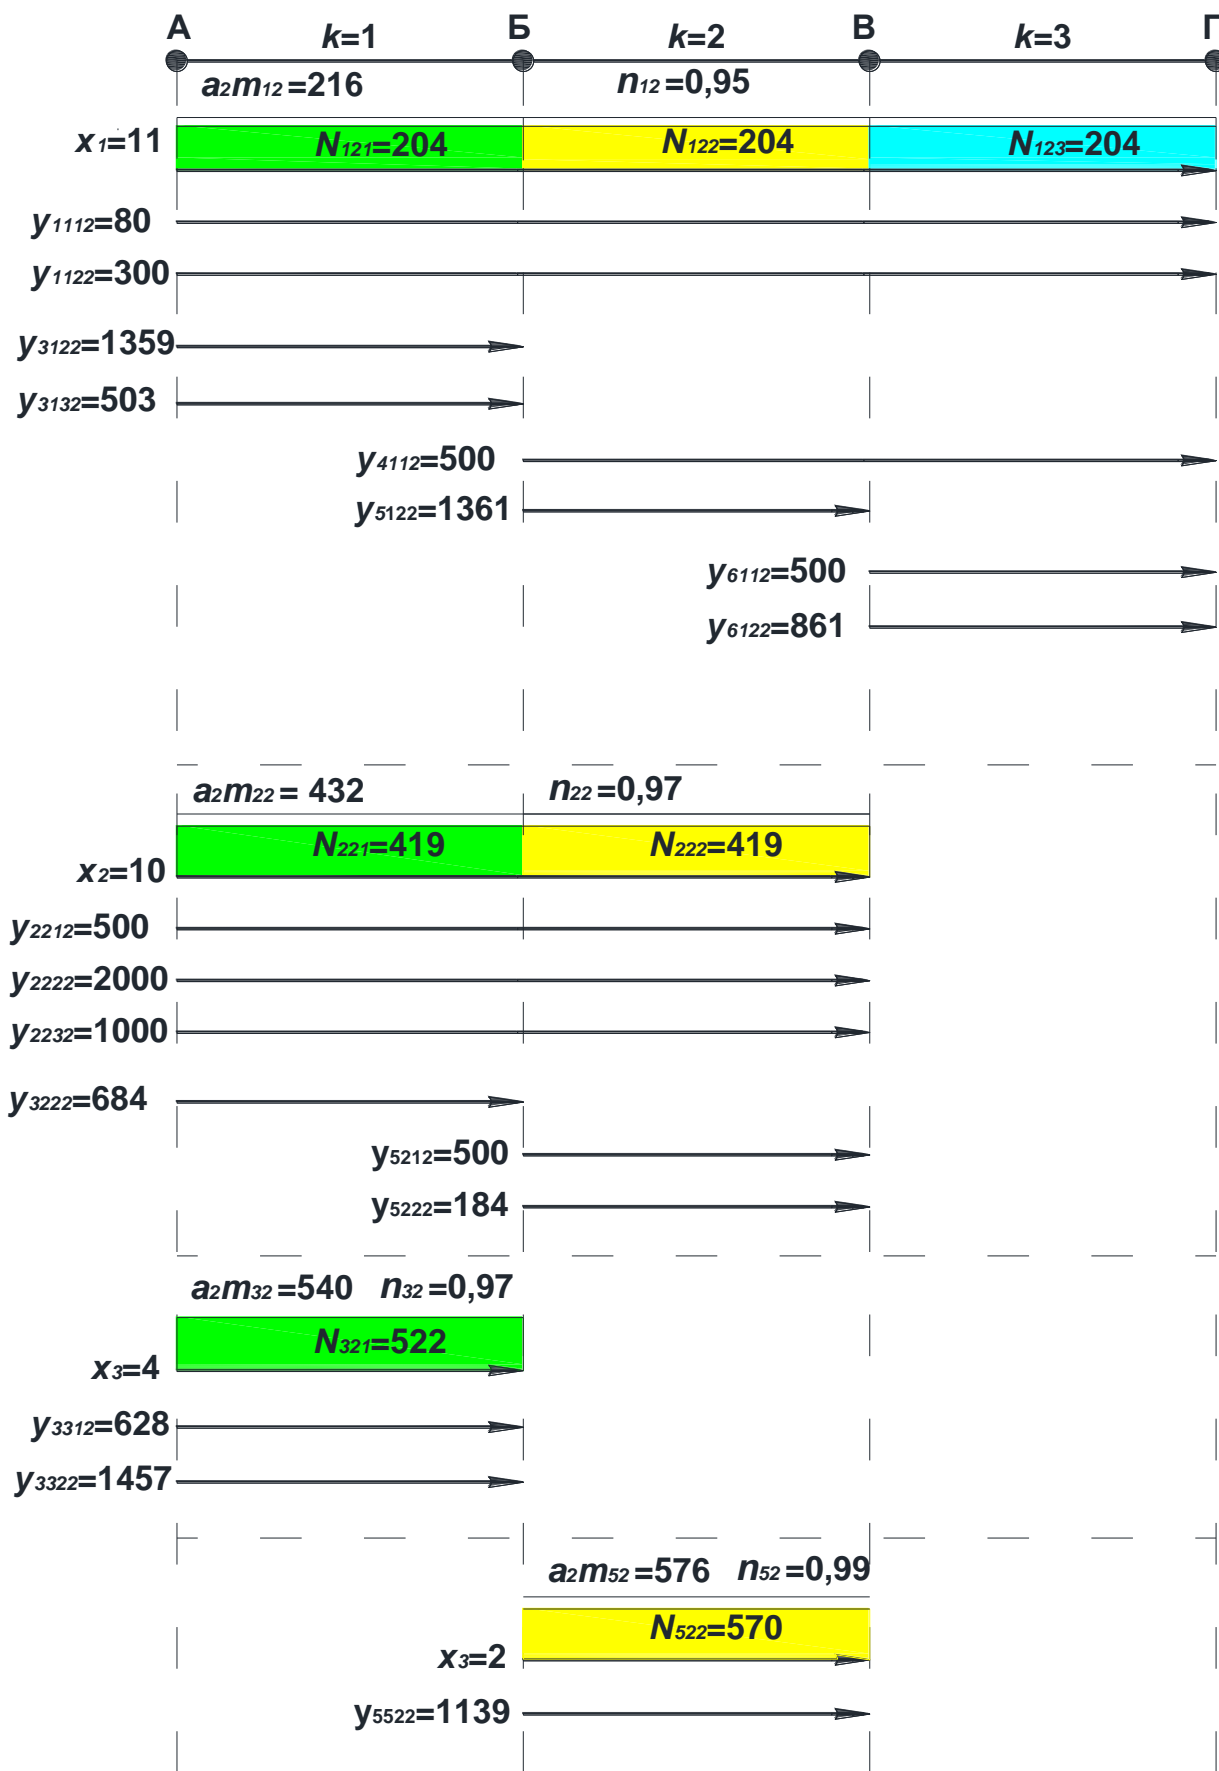 А Б В Г
k=1 k=2 k=3
a2m12=216 n12=0,95
x1=11 N121=204 N122=204 N123=204
y1112=80
y1122=300
y3122=1359
y3132=503
y4112=500
y5122=1361
y6112=500
y6122=861
a2m22= 432 n22=0,97
N221=419 N222=419
x2=10
y2212=500
y2222=2000
y2232=1000
y3222=684
y5212=500
y5222=184
a2m32=540 n32=0,97
N321=522
x3=4
y3312=628
y3322=1457
a2m52=576 n52=0,99
N522=570
x3=2
y5522=1139